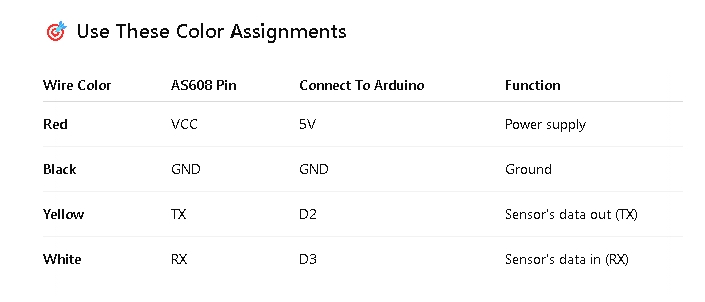 🎯 Use These Color Assignments
Wire Color AS608 Pin Connect To Arduino Function
Red VCC 5V Power supply
Black GND GND Ground
Yellow TX D2 Sensor's data out (TX)
White RX D3 Sensor's data in (RX)